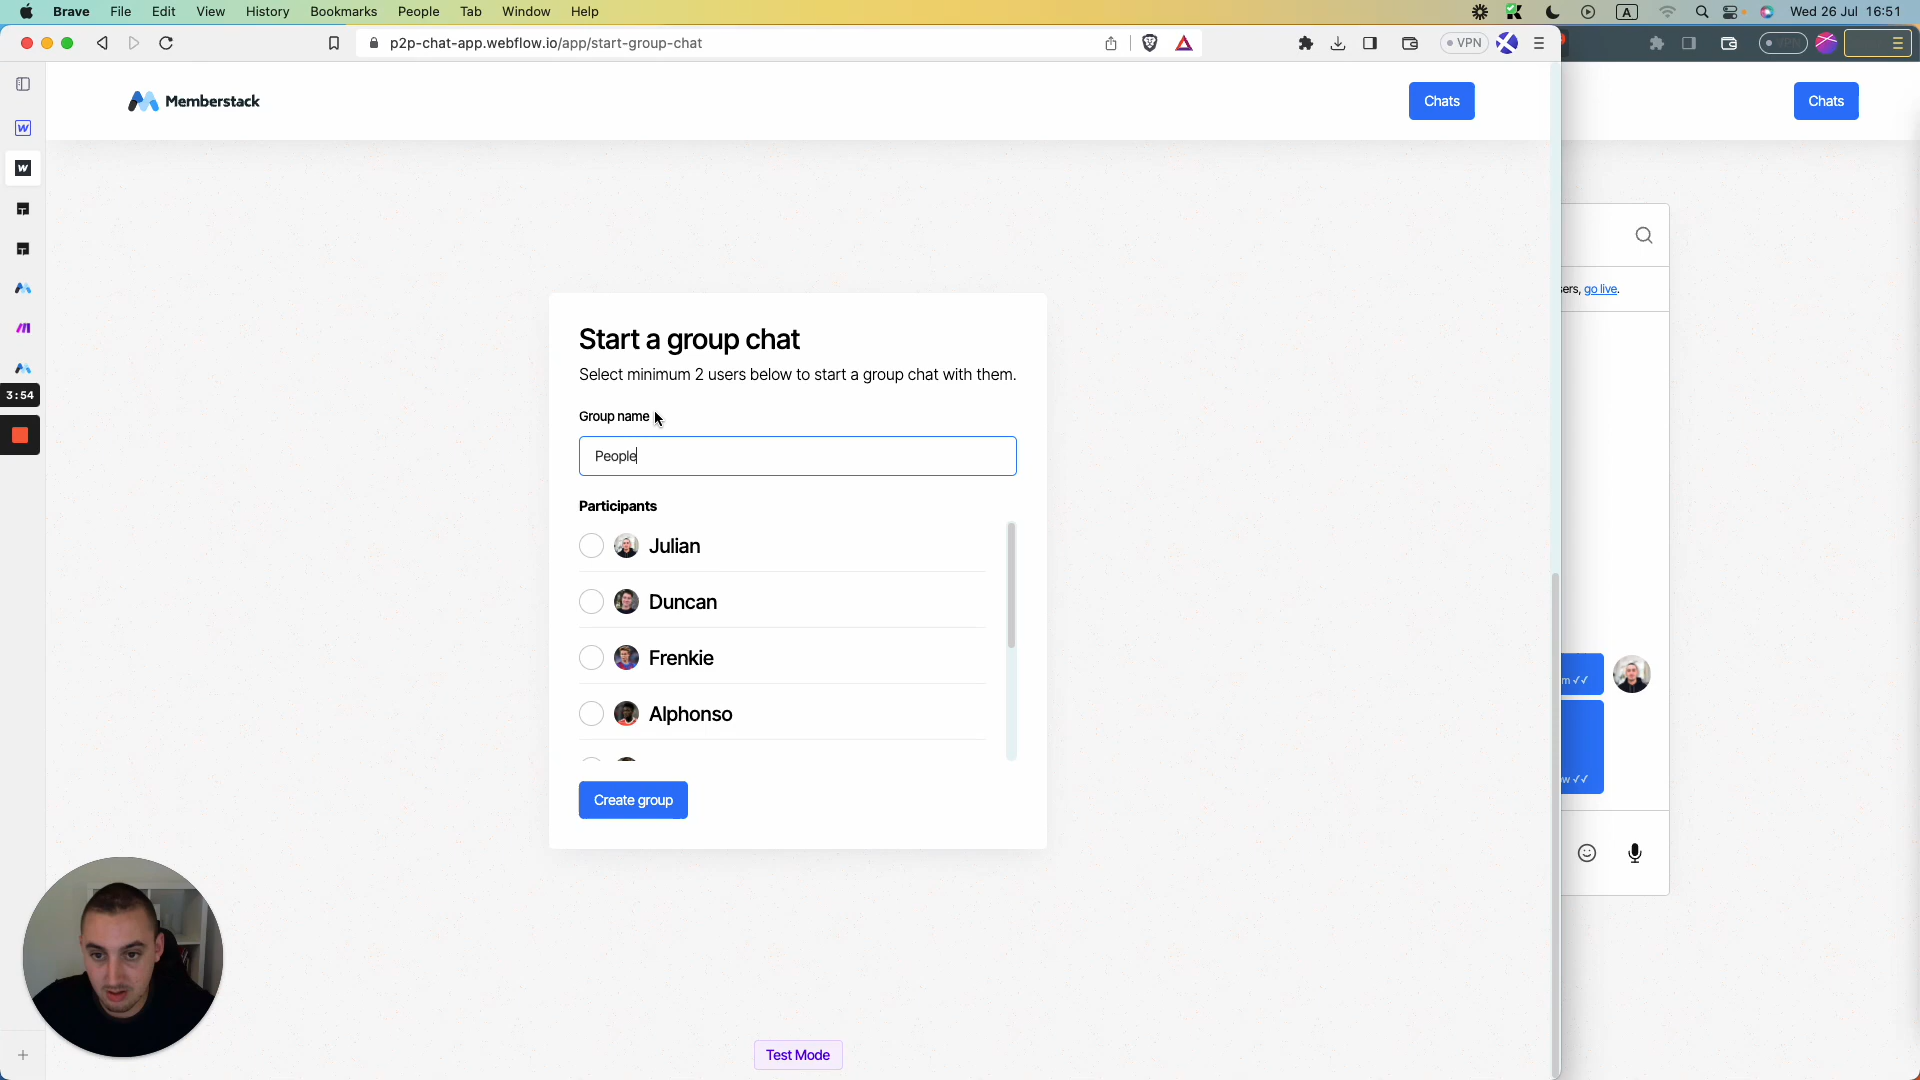 Brave File Edit View History Bookmarks People Tab Window Help
A Wed 26 Jul 16:51
p2p-chat-app.webflow.io/app/start-group-chat
VPN
Memberstack
Chats
Chats
sers, go live.
Start a group chat
Select minimum 2 users below to start a group chat with them.
Group name
People
Participants
Julian
Duncan
Frenkie
Alphonso
Create group
3:54
Test Mode